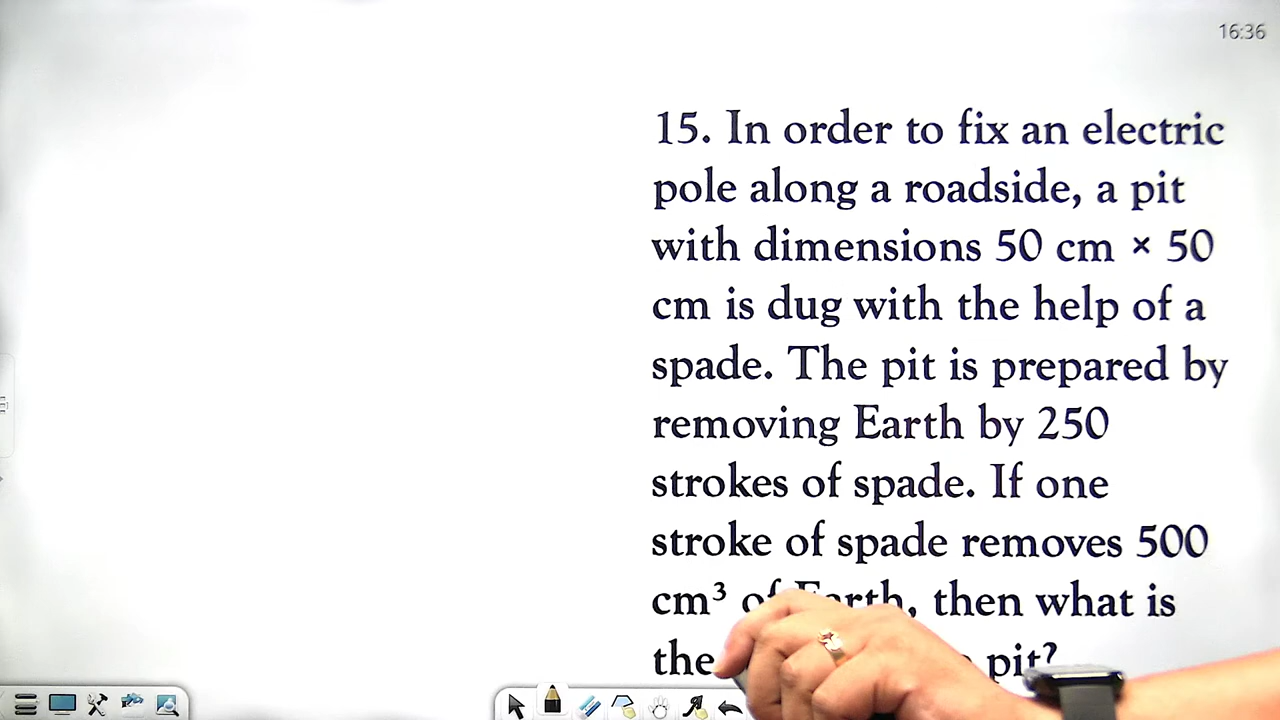 16:36
15. In order to fix an electric
pole along a roadside, a pit
with dimensions 50 cm × 50
cm is dug with the help of a
spade. The pit is prepared by
removing Earth by 250
strokes of spade. If one
stroke of spade removes 500
cm³ of Earth, then what is
the pit?